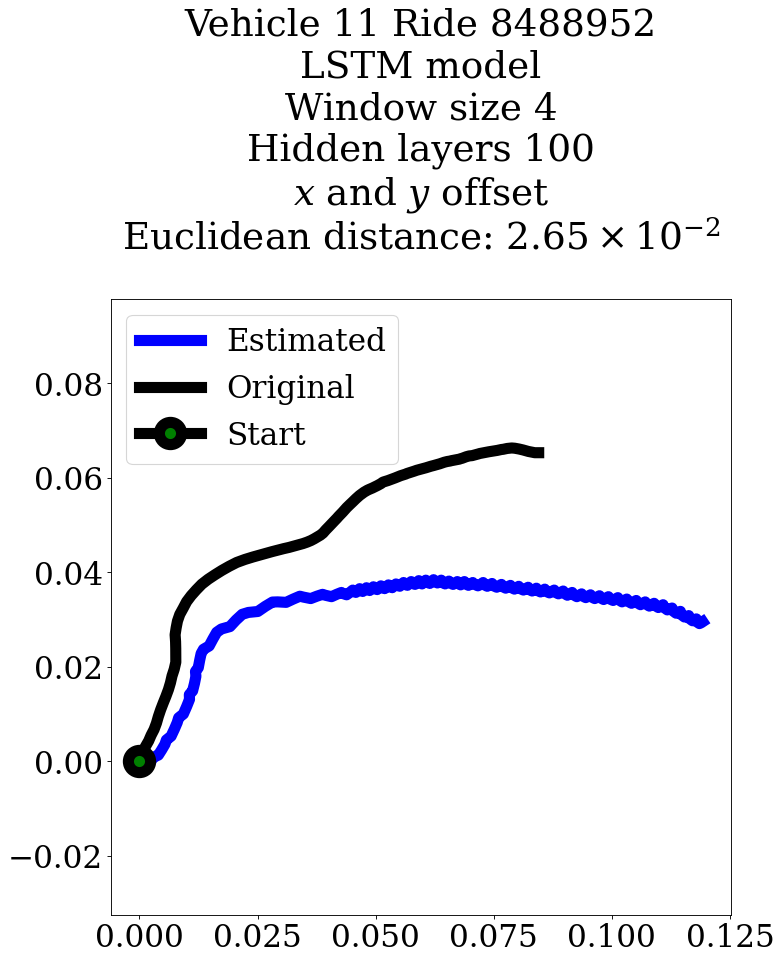 Vehicle 11 Ride 8488952
LSTM model
Window size 4
Hidden layers 100
x and y offset
Euclidean distance: 2.65 × 10⁻²
Estimated
Original
Start
0.08
0.06
0.04
0.02
0.00
−0.02
0.000 0.025 0.050 0.075 0.100 0.125